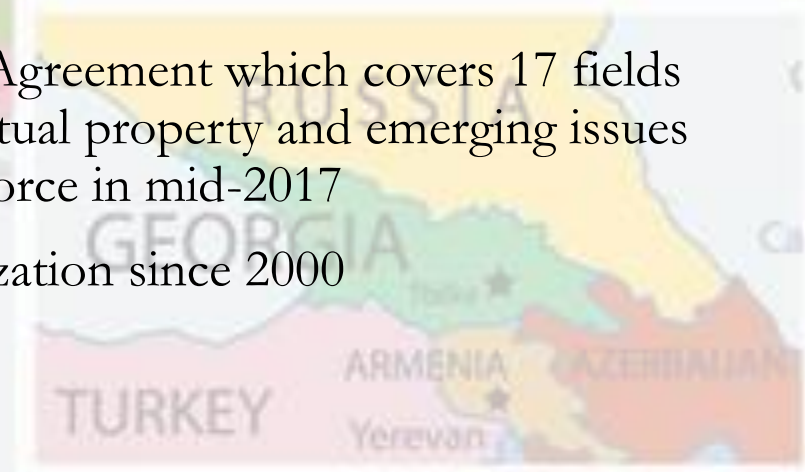 Agreement which covers 17 fields
RUSSIA
tual property and emerging issues
orce in mid-2017
GEORGIA
zation since 2000
Tbilisi
ARMENIA AZERBAIJAN
TURKEY
Yerevan